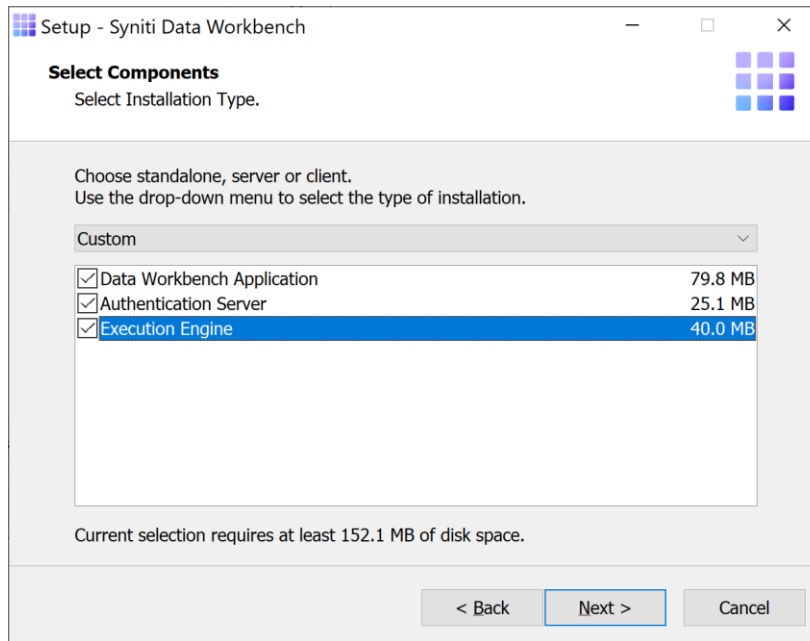 Setup - Syniti Data Workbench
Select Components
Select Installation Type.
Choose standalone, server or client.
Use the drop-down menu to select the type of installation.
Custom
Data Workbench Application 79.8 MB
Authentication Server 25.1 MB
Execution Engine 40.0 MB
Current selection requires at least 152.1 MB of disk space.
< Back Next > Cancel